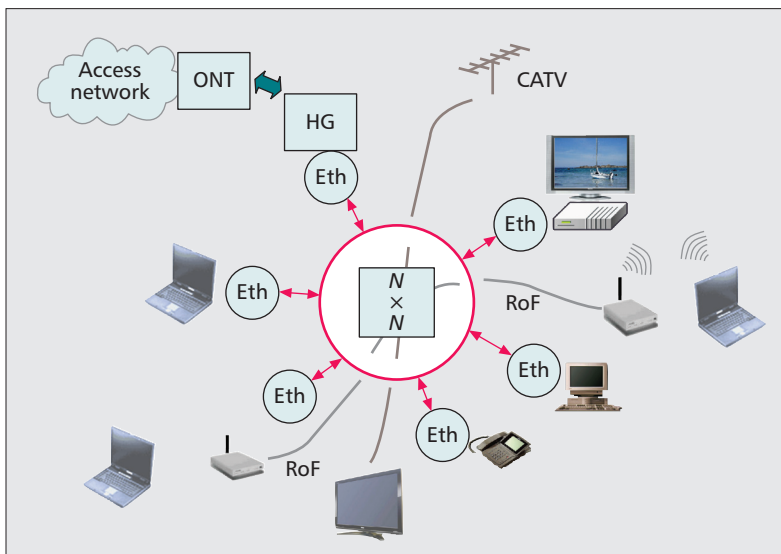 Access
network
ONT
HG
Eth
CATV
Eth
Eth
N
×
N
RoF
Eth
Eth
Eth
RoF